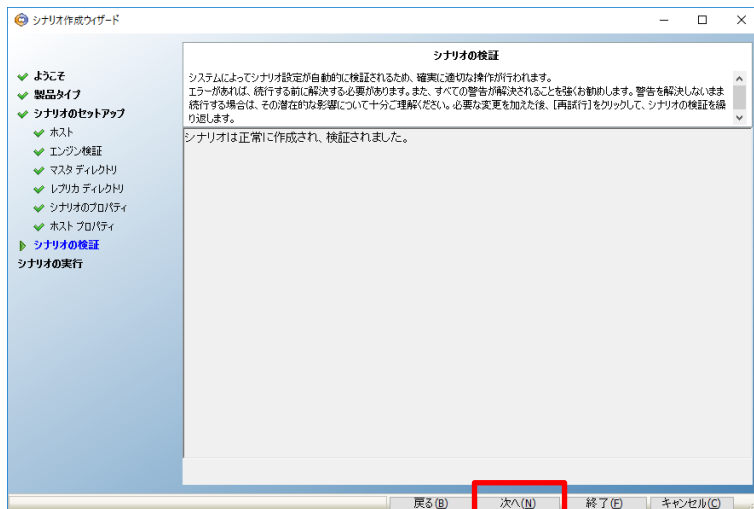 シナリオ作成ウィザード
ようこそ
製品タイプ
シナリオのセットアップ
ホスト
エンジン検証
マスタ ディレクトリ
レプリカ ディレクトリ
シナリオのプロパティ
ホスト プロパティ
シナリオの検証
シナリオの実行
シナリオの検証
システムによってシナリオ設定が自動的に検証されるため、確実に適切な操作が行われます。
エラーがあれば、続行する前に解決する必要があります。また、すべての警告が解決されることを強くお勧めします。警告を解決しないまま
続行する場合は、その潜在的な影響について十分ご理解ください。必要な変更を加えた後、[再試行]をクリックして、シナリオの検証を繰
り返します。
シナリオは正常に作成され、検証されました。
戻る(B) 次へ(N) 終了(F) キャンセル(C)